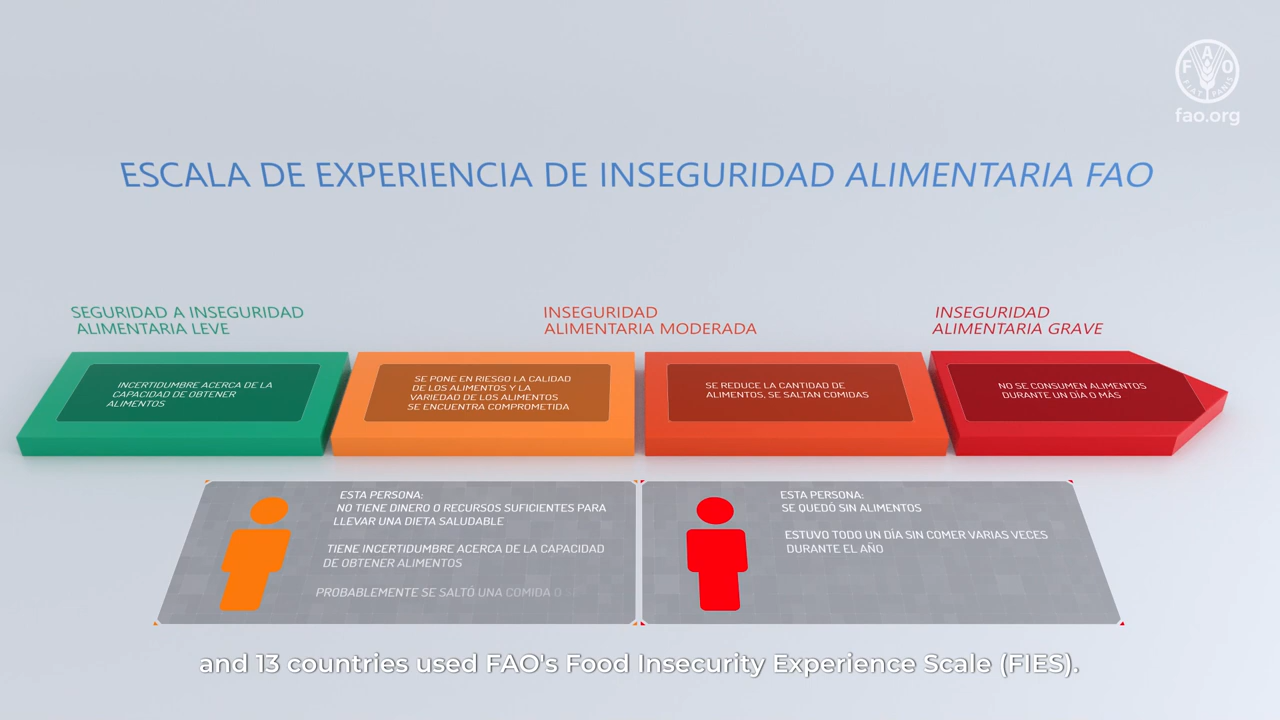 FAO
FIAT PANIS
fao.org
ESCALA DE EXPERIENCIA DE INSEGURIDAD ALIMENTARIA FAO
SEGURIDAD A INSEGURIDAD
ALIMENTARIA LEVE
INSEGURIDAD
ALIMENTARIA MODERADA
INSEGURIDAD
ALIMENTARIA GRAVE
INCERTIDUMBRE ACERCA DE LA
CAPACIDAD DE OBTENER
ALIMENTOS
SE PONE EN RIESGO LA CALIDAD
DE LOS ALIMENTOS Y LA
VARIEDAD DE LOS ALIMENTOS
SE ENCUENTRA COMPROMETIDA
SE REDUCE LA CANTIDAD DE
ALIMENTOS, SE SALTAN COMIDAS
NO SE CONSUMEN ALIMENTOS
DURANTE UN DÍA O MÁS
ESTA PERSONA:
NO TIENE DINERO O RECURSOS SUFICIENTES PARA
LLEVAR UNA DIETA SALUDABLE
TIENE INCERTIDUMBRE ACERCA DE LA CAPACIDAD
DE OBTENER ALIMENTOS
PROBABLEMENTE SE SALTÓ UNA COMIDA O
ESTA PERSONA:
SE QUEDÓ SIN ALIMENTOS
ESTUVO TODO UN DÍA SIN COMER VARIAS VECES
DURANTE EL AÑO
and 13 countries used FAO's Food Insecurity Experience Scale (FIES).